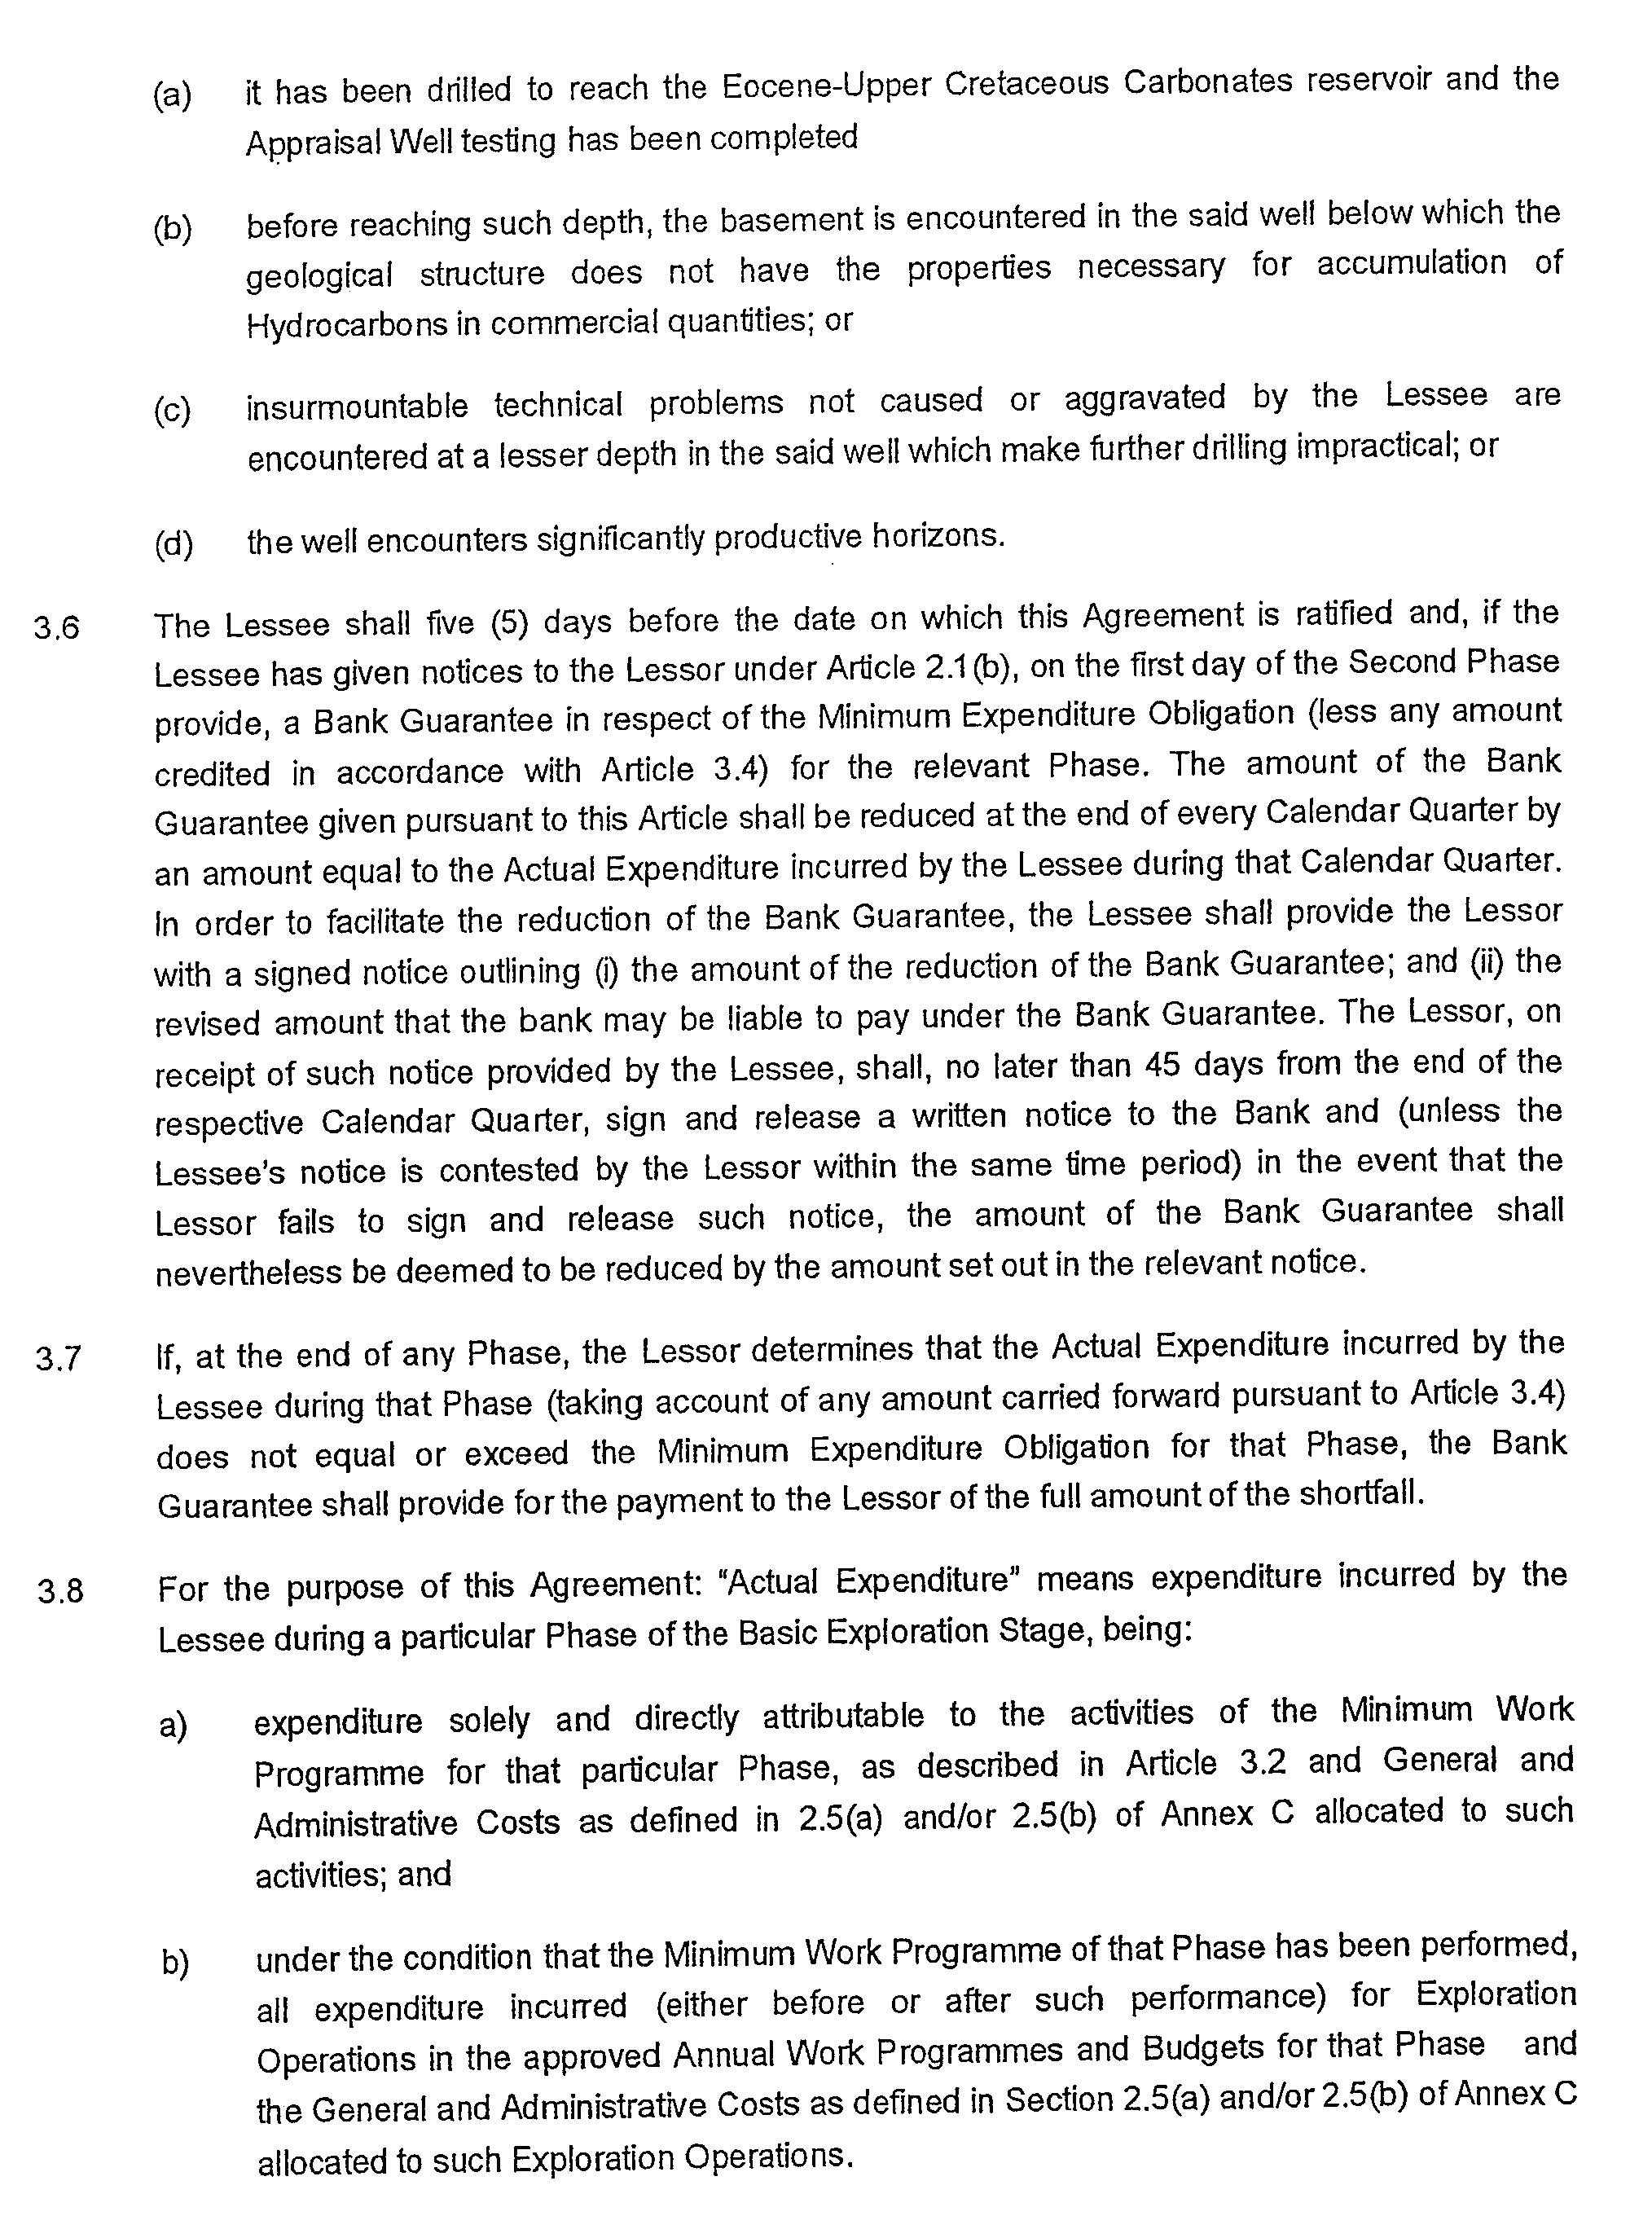 (a) it has been drilled to reach the Eocene-Upper Cretaceous Carbonates reservoir and the
Appraisal Well testing has been completed
(b) before reaching such depth, the basement is encountered in the said well below which the
geological structure does not have the properties necessary for accumulation of
Hydrocarbons in commercial quantities; or
(c) insurmountable technical problems not caused or aggravated by the Lessee are
encountered at a lesser depth in the said well which make further drilling impractical; or
(d) the well encounters significantly productive horizons.
3.6 The Lessee shall five (5) days before the date on which this Agreement is ratified and, if the
Lessee has given notices to the Lessor under Article 2.1(b), on the first day of the Second Phase
provide, a Bank Guarantee in respect of the Minimum Expenditure Obligation (less any amount
credited in accordance with Article 3.4) for the relevant Phase. The amount of the Bank
Guarantee given pursuant to this Article shall be reduced at the end of every Calendar Quarter by
an amount equal to the Actual Expenditure incurred by the Lessee during that Calendar Quarter.
In order to facilitate the reduction of the Bank Guarantee, the Lessee shall provide the Lessor
with a signed notice outlining (i) the amount of the reduction of the Bank Guarantee; and (ii) the
revised amount that the bank may be liable to pay under the Bank Guarantee. The Lessor, on
receipt of such notice provided by the Lessee, shall, no later than 45 days from the end of the
respective Calendar Quarter, sign and release a written notice to the Bank and (unless the
Lessee's notice is contested by the Lessor within the same time period) in the event that the
Lessor fails to sign and release such notice, the amount of the Bank Guarantee shall
nevertheless be deemed to be reduced by the amount set out in the relevant notice.
3.7 If, at the end of any Phase, the Lessor determines that the Actual Expenditure incurred by the
Lessee during that Phase (taking account of any amount carried forward pursuant to Article 3.4)
does not equal or exceed the Minimum Expenditure Obligation for that Phase, the Bank
Guarantee shall provide for the payment to the Lessor of the full amount of the shortfall.
3.8 For the purpose of this Agreement: "Actual Expenditure" means expenditure incurred by the
Lessee during a particular Phase of the Basic Exploration Stage, being:
a) expenditure solely and directly attributable to the activities of the Minimum Work
Programme for that particular Phase, as described in Article 3.2 and General and
Administrative Costs as defined in 2.5(a) and/or 2.5(b) of Annex C allocated to such
activities; and
b) under the condition that the Minimum Work Programme of that Phase has been performed,
all expenditure incurred (either before or after such performance) for Exploration
Operations in the approved Annual Work Programmes and Budgets for that Phase and
the General and Administrative Costs as defined in Section 2.5(a) and/or 2.5(b) of Annex C
allocated to such Exploration Operations.